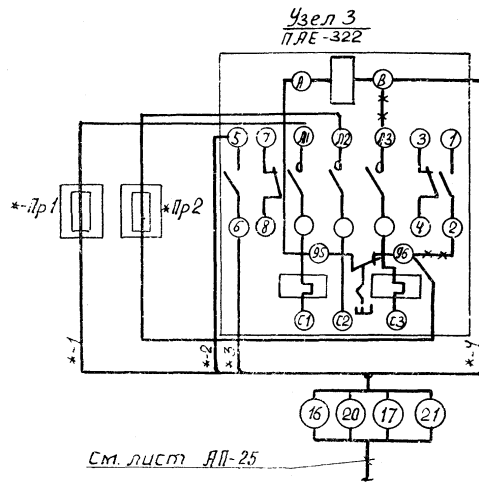 Узел 3
ПАЕ-322
А В
5 7 Л1 Л2 Л3 3 1
*-Пр1 *Пр2
6 8 4 2
95 96
С1 С2 С3
*-1 *-2 *-3 *-4
16 20 17 21
См. лист АП-25